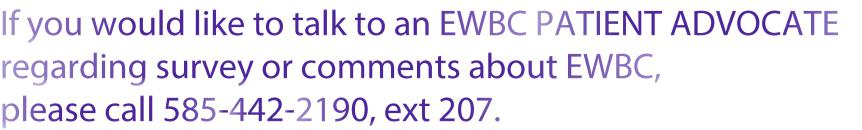 If you would like to talk to an EWBC PATIENT ADVOCATE
regarding survey or comments about EWBC,
please call 585-442-2190, ext 207.